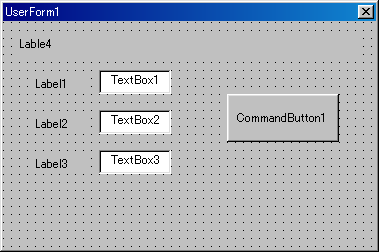 UserForm1
Lable4
Label1 TextBox1
CommandButton1
Label2 TextBox2
Label3 TextBox3